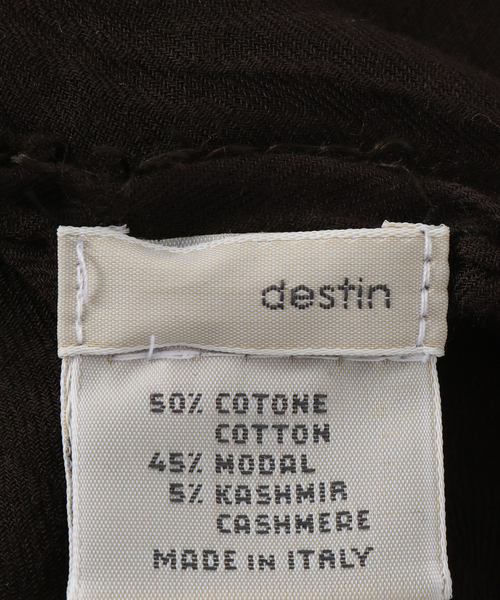 destin
50% COTONE
COTTON
45% MODAL
5% KASHMIR
CASHMERE
MADE IN ITALY